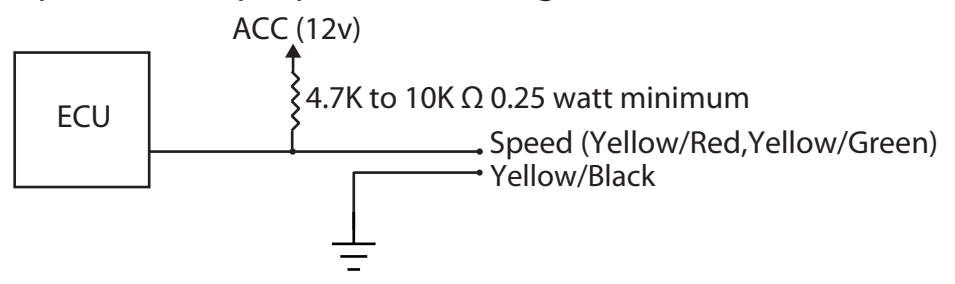 ACC (12v)
4.7K to 10K Ω 0.25 watt minimum
ECU
Speed (Yellow/Red,Yellow/Green)
Yellow/Black